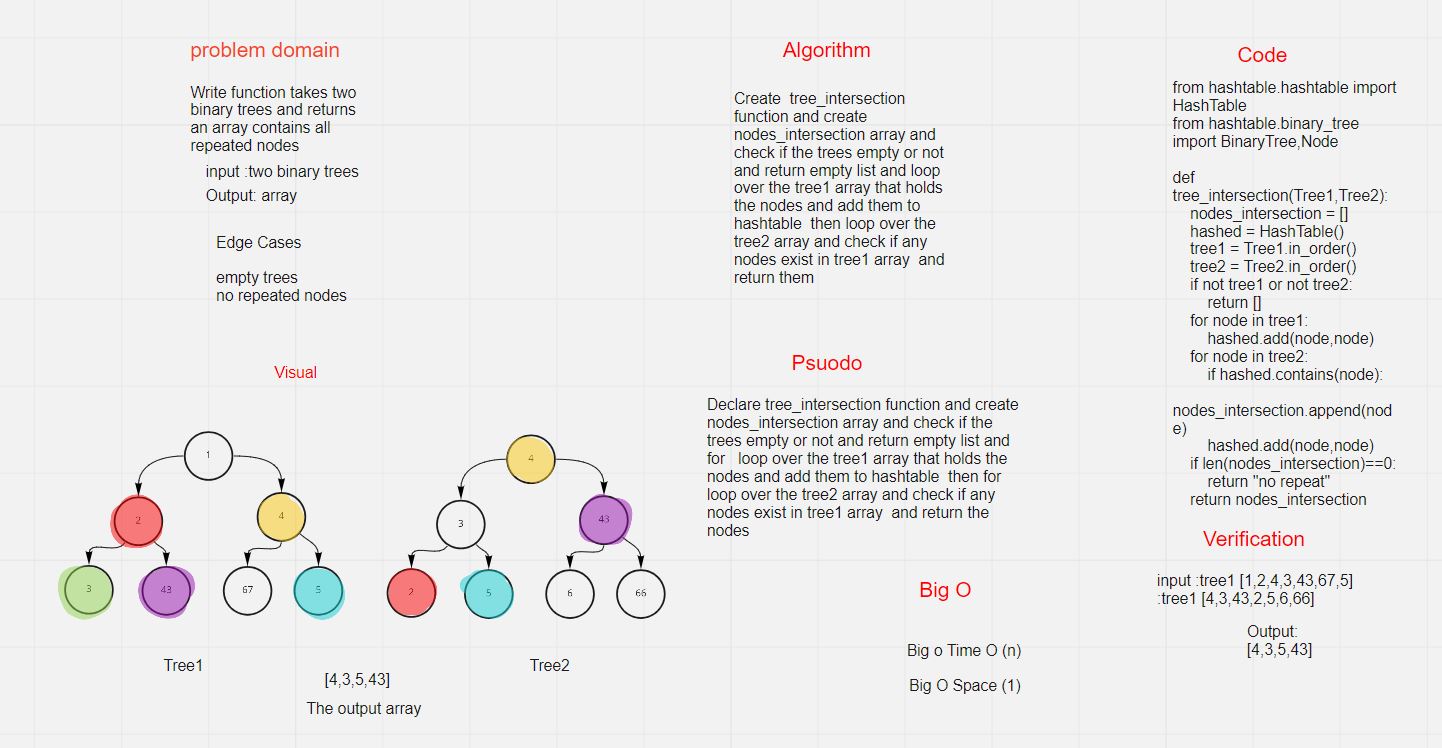 problem domain
Write function takes two
binary trees and returns
an array contains all
repeated nodes
input :two binary trees
Output: array
Edge Cases
empty trees
no repeated nodes
Visual
1
2
4
3
43
67
5
Tree1
4
3
43
2
5
6
66
Tree2
[4,3,5,43]
The output array
Algorithm
Create tree_intersection
function and create
nodes_intersection array and
check if the trees empty or not
and return empty list and loop
over the tree1 array that holds
the nodes and add them to
hashtable then loop over the
tree2 array and check if any
nodes exist in tree1 array and
return them
Psuodo
Declare tree_intersection function and create
nodes_intersection array and check if the
trees empty or not and return empty list and
for loop over the tree1 array that holds the
nodes and add them to hashtable then for
loop over the tree2 array and check if any
nodes exist in tree1 array and return the
nodes
Big O
Big o Time O (n)
Big O Space (1)
Code
from hashtable.hashtable import
HashTable
from hashtable.binary_tree
import BinaryTree,Node
def
tree_intersection(Tree1,Tree2):
nodes_intersection = []
hashed = HashTable()
tree1 = Tree1.in_order()
tree2 = Tree2.in_order()
if not tree1 or not tree2:
return []
for node in tree1:
hashed.add(node,node)
for node in tree2:
if hashed.contains(node):
nodes_intersection.append(nod
e)
hashed.add(node,node)
if len(nodes_intersection)==0:
return "no repeat"
return nodes_intersection
Verification
input :tree1 [1,2,4,3,43,67,5]
:tree1 [4,3,43,2,5,6,66]
Output:
[4,3,5,43]